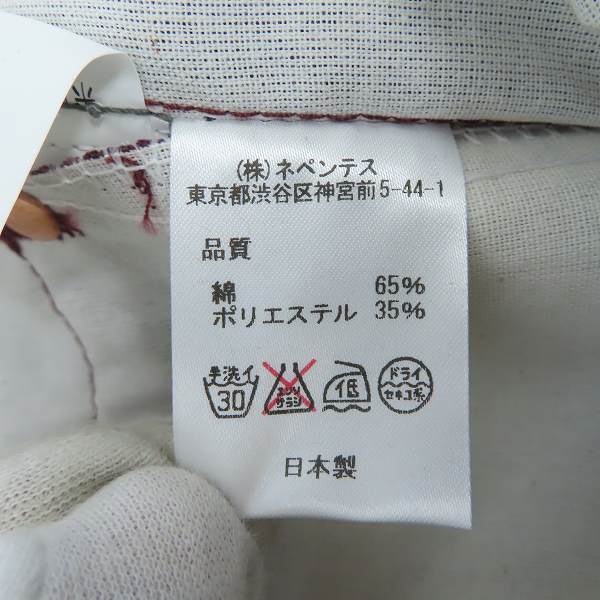 (株)ネペンテス
東京都渋谷区神宮前5-44-1
品質
綿 65%
ポリエステル 35%
手洗イ 30 エンソサラシ 低 ドライ セキユ系
日本製